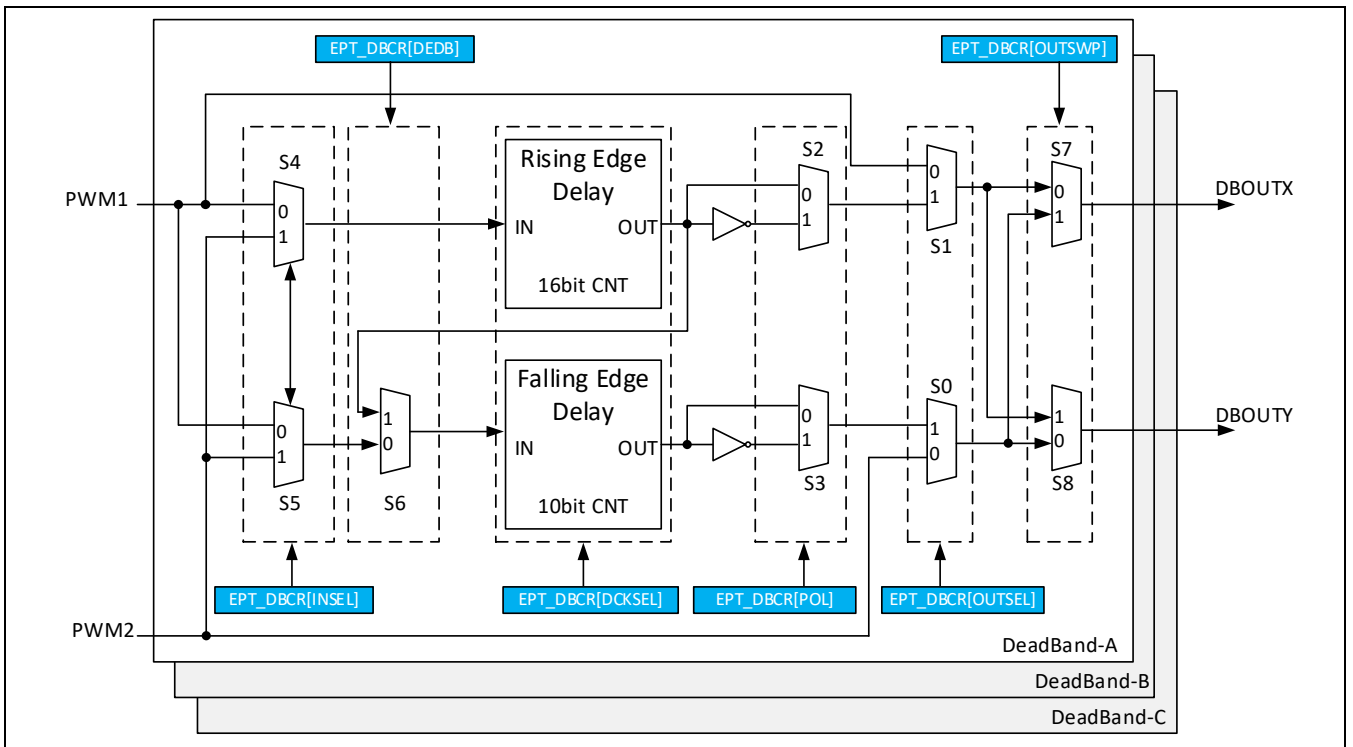 EPT_DBCR[DEDB]
EPT_DBCR[OUTSWP]
S4
Rising Edge
Delay
S2
S7
PWM1
0
1
IN
OUT
0
1
0
1
0
1
DBOUTX
S1
16bit CNT
Falling Edge
Delay
S0
0
1
1
0
0
1
1
0
1
0
DBOUTY
IN
OUT
S5
S6
10bit CNT
S3
S8
EPT_DBCR[INSEL]
EPT_DBCR[DCKSEL]
EPT_DBCR[POL]
EPT_DBCR[OUTSEL]
PWM2
DeadBand-A
DeadBand-B
DeadBand-C